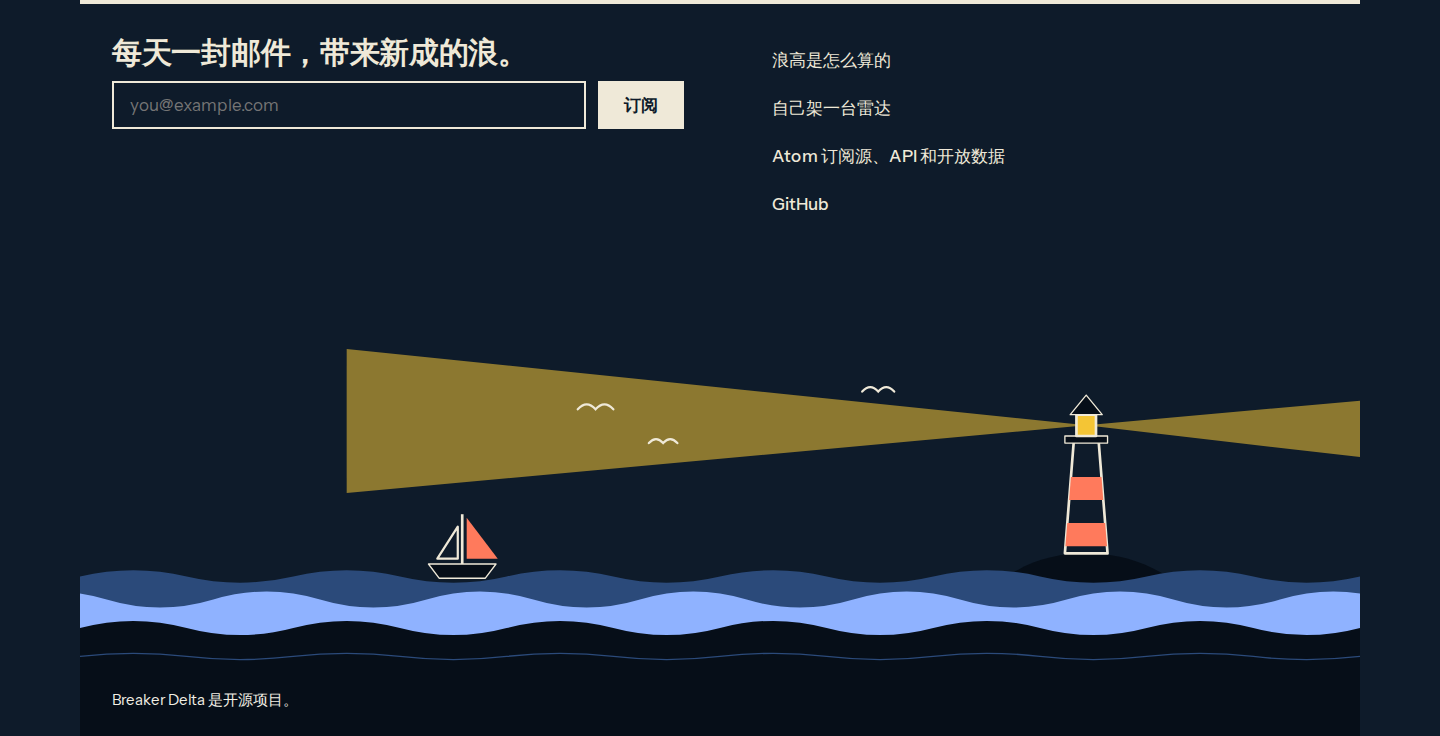 每天一封邮件，带来新成的浪。
you@example.com
订阅
浪高是怎么算的
自己架一台雷达
Atom 订阅源、API 和开放数据
GitHub
Breaker Delta 是开源项目。